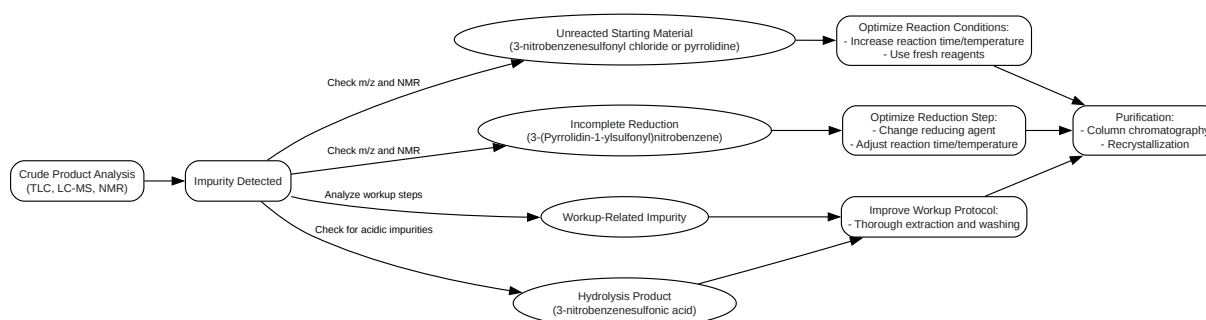 Crude Product Analysis
(TLC, LC-MS, NMR)
Impurity Detected
Check m/z and NMR
Check m/z and NMR
Analyze workup steps
Check for acidic impurities
Unreacted Starting Material
(3-nitrobenzenesulfonyl chloride or pyrrolidine)
Incomplete Reduction
(3-(Pyrrolidin-1-ylsulfonyl)nitrobenzene)
Workup-Related Impurity
Hydrolysis Product
(3-nitrobenzenesulfonic acid)
Optimize Reaction Conditions:
- Increase reaction time/temperature
- Use fresh reagents
Optimize Reduction Step:
- Change reducing agent
- Adjust reaction time/temperature
Improve Workup Protocol:
- Thorough extraction and washing
Purification:
- Column chromatography
- Recrystallization